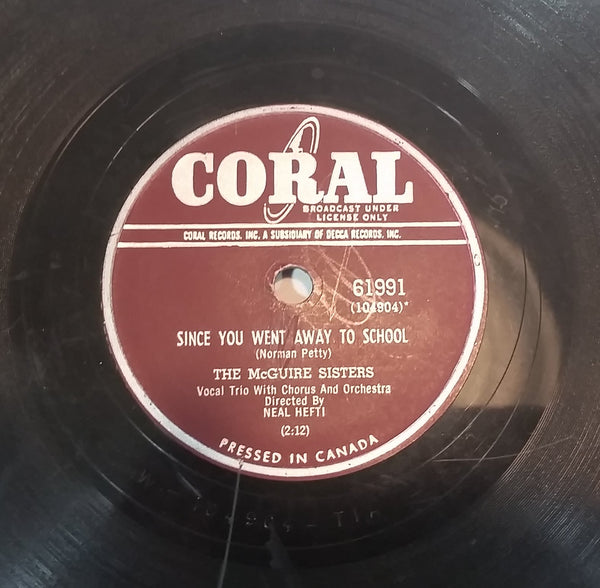 CORAL
BROADCAST UNDER
LICENSE ONLY
CORAL RECORDS, INC. A SUBSIDIARY OF DECCA RECORDS, INC.
61991
(104904)*
SINCE YOU WENT AWAY TO SCHOOL
(Norman Petty)
THE McGUIRE SISTERS
Vocal Trio With Chorus And Orchestra
Directed By
NEAL HEFTI
(2:12)
PRESSED IN CANADA